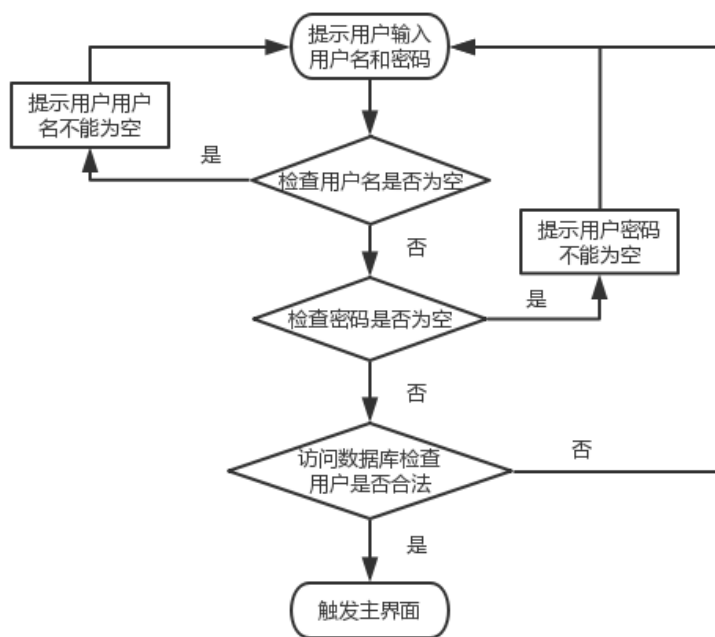 提示用户输入
用户名和密码
提示用户用户
名不能为空
是
检查用户名是否为空
否
提示用户密码
不能为空
是
检查密码是否为空
否
访问数据库检查
用户是否合法
否
是
触发主界面